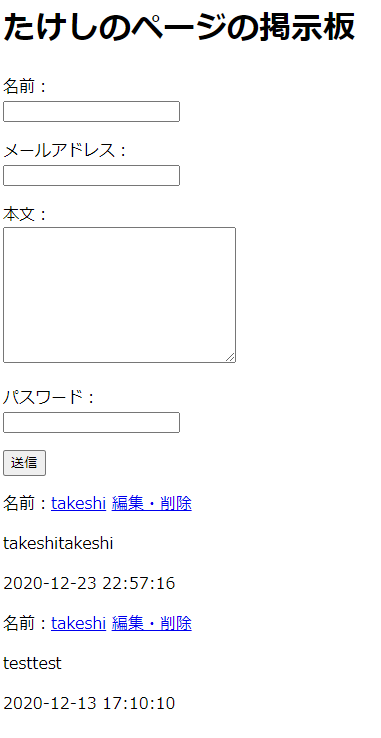 たけしのページの掲示板
名前：
メールアドレス：
本文：
パスワード：
送信
名前：takeshi 編集・削除
takeshitakeshi
2020-12-23 22:57:16
名前：takeshi 編集・削除
testtest
2020-12-13 17:10:10